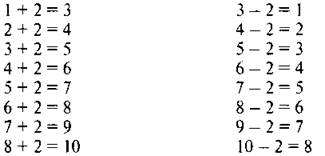 1 + 2 = 3 3 – 2 = 1
2 + 2 = 4 4 – 2 = 2
3 + 2 = 5 5 – 2 = 3
4 + 2 = 6 6 – 2 = 4
5 + 2 = 7 7 – 2 = 5
6 + 2 = 8 8 – 2 = 6
7 + 2 = 9 9 – 2 = 7
8 + 2 = 10 10 – 2 = 8